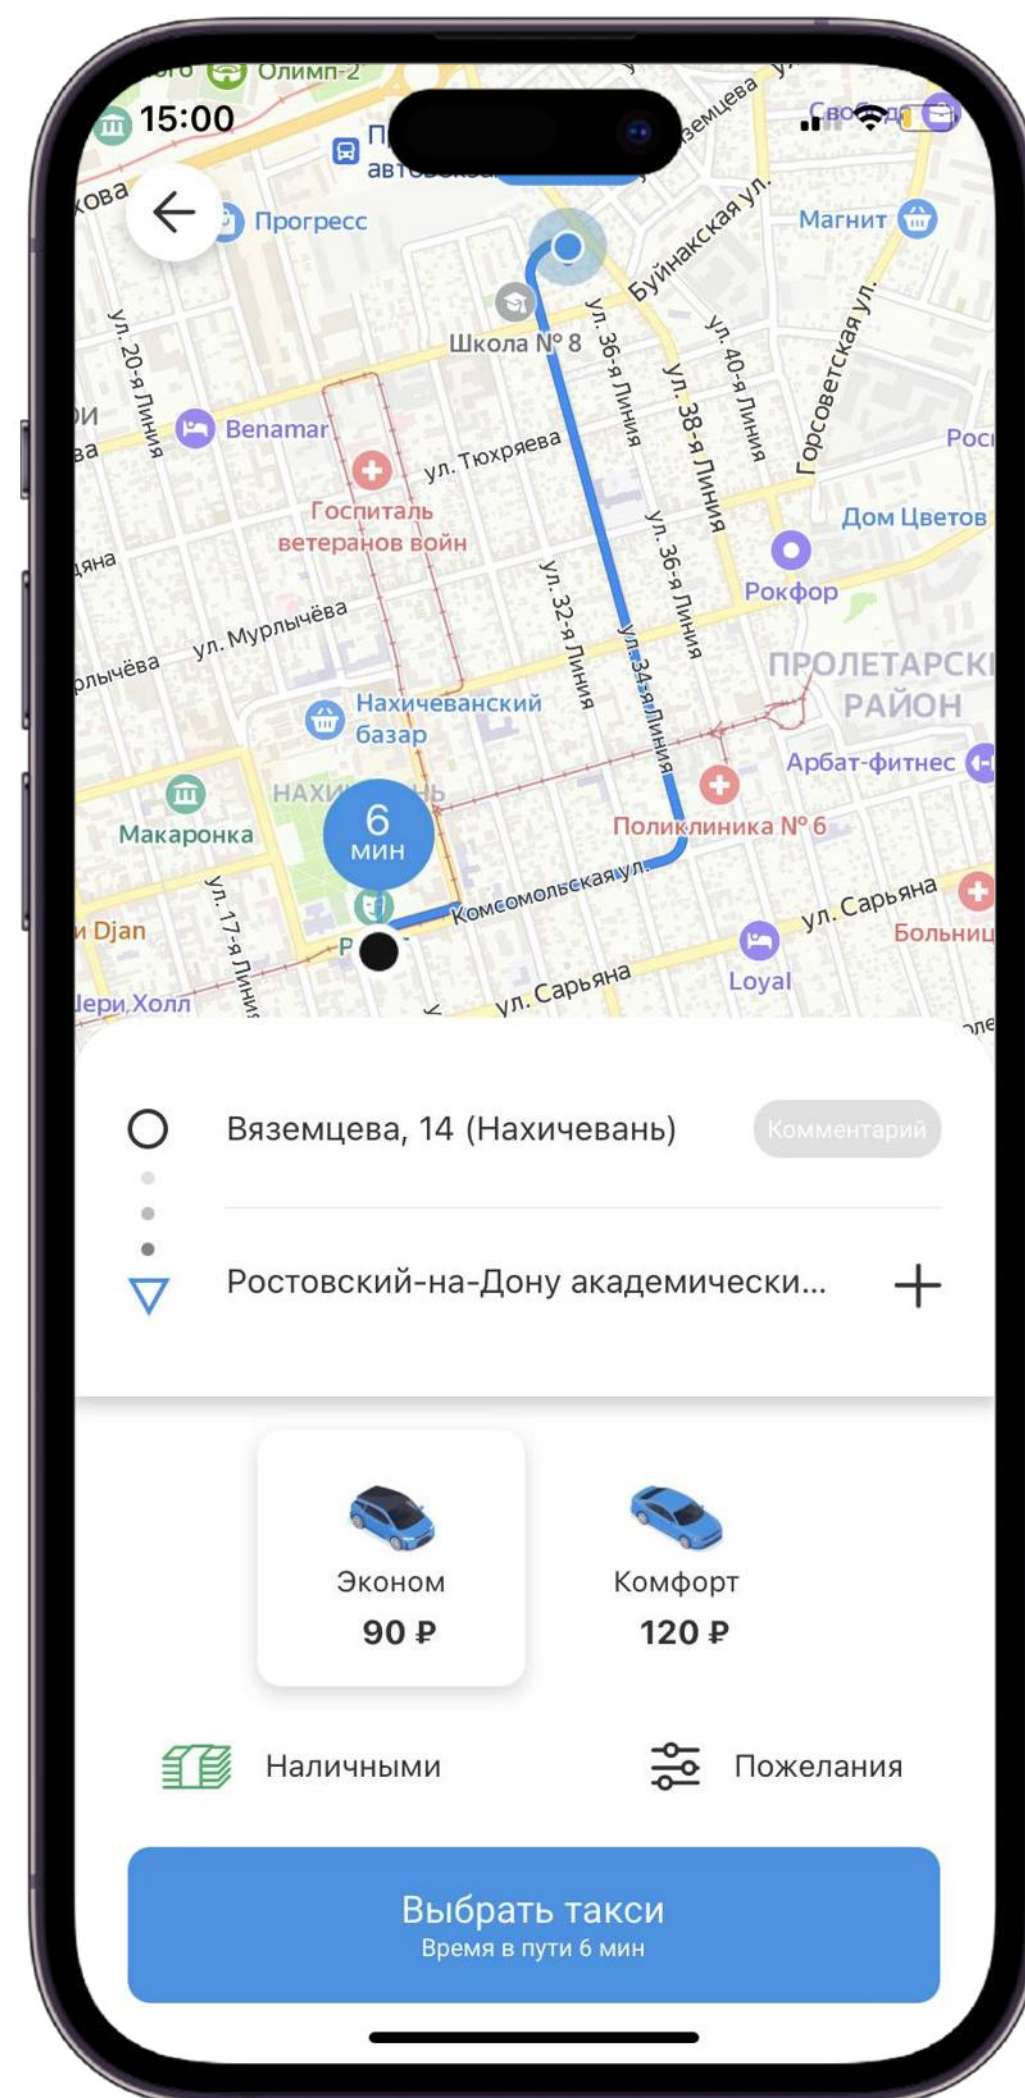 Олимп-2
15:00
Прогресс
Магнит
Буйнакская ул.
Школа № 8
ул. 20-я Линия
ул. 36-я Линия
ул. 40-я Линия
Горсоветская ул.
ул. 38-я Линия
Benamar
ул. Тюхряева
Госпиталь
ветеранов войн
Дом Цветов
ул. 36-я Линия
Рокфор
ул. 32-я Линия
ул. Мурлычёва
ул. 34-я Линия
ПРОЛЕТАРСКИ
РАЙОН
Нахичеванский
базар
Арбат-фитнес
6
мин
Макаронка
Поликлиника № 6
Комсомольская ул.
ул. 17-я Линия
ул. Сарьяна
и Djan
Больниц
Loyal
ул. Сарьяна
Шери Холл
Вяземцева, 14 (Нахичевань)
Комментарий
Ростовский-на-Дону академически...
Эконом
Комфорт
90 ₽
120 ₽
Наличными
Пожелания
Выбрать такси
Время в пути 6 мин